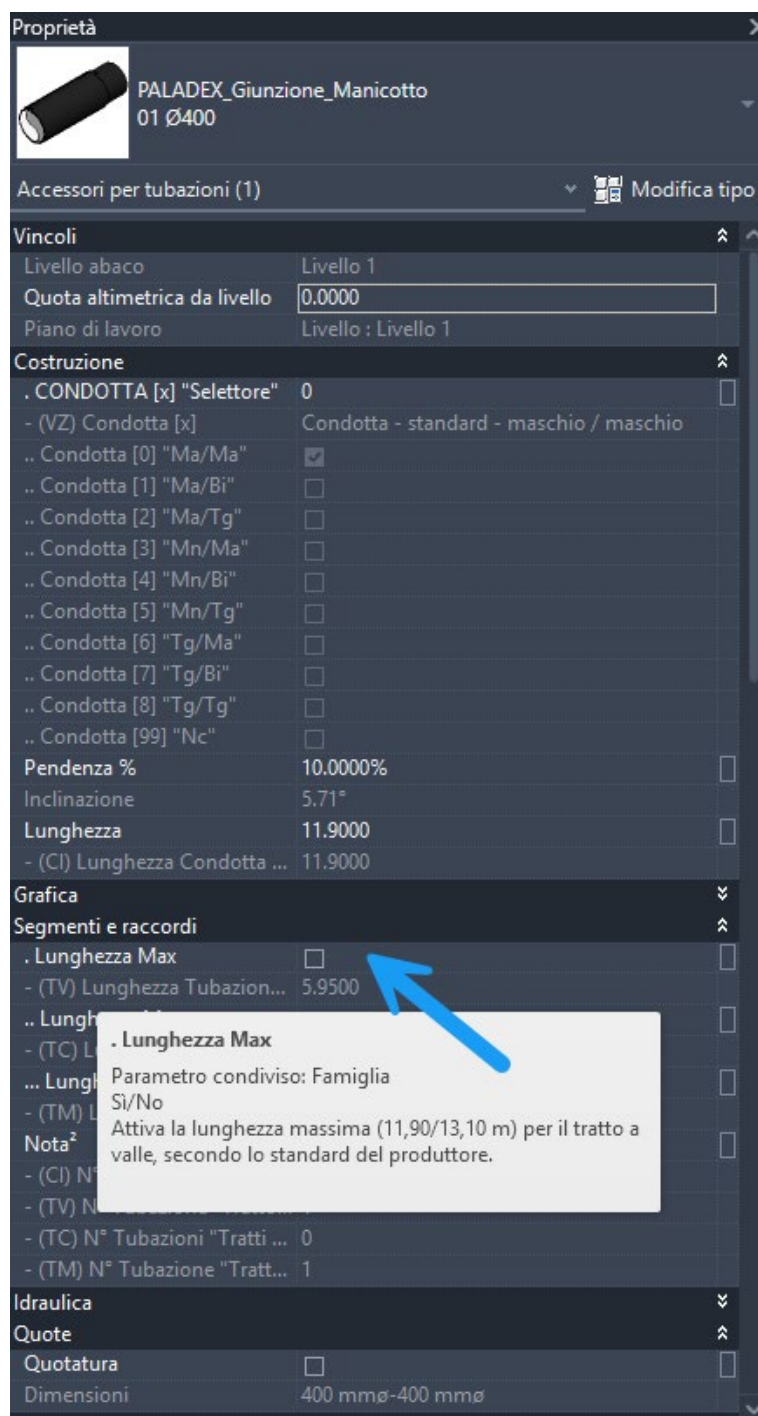 Proprietà
PALADEX_Giunzione_Manicotto
01 Ø400
Accessori per tubazioni (1) Modifica tipo
Vincoli
Livello abaco Livello 1
Quota altimetrica da livello 0.0000
Piano di lavoro Livello : Livello 1
Costruzione
. CONDOTTA [x] "Selettore" 0
- (VZ) Condotta [x] Condotta - standard - maschio / maschio
.. Condotta [0] "Ma/Ma"
.. Condotta [1] "Ma/Bi"
.. Condotta [2] "Ma/Tg"
.. Condotta [3] "Mn/Ma"
.. Condotta [4] "Mn/Bi"
.. Condotta [5] "Mn/Tg"
.. Condotta [6] "Tg/Ma"
.. Condotta [7] "Tg/Bi"
.. Condotta [8] "Tg/Tg"
.. Condotta [99] "Nc"
Pendenza % 10.0000%
Inclinazione 5.71°
Lunghezza 11.9000
- (CI) Lunghezza Condotta ... 11.9000
Grafica
Segmenti e raccordi
. Lunghezza Max
- (TV) Lunghezza Tubazion... 5.9500
.. Lungh
- (TC) L
... Lungh
- (TM) L
Nota²
- (CI) N°
- (TV) N
. Lunghezza Max
Parametro condiviso: Famiglia
Sì/No
Attiva la lunghezza massima (11,90/13,10 m) per il tratto a
valle, secondo lo standard del produttore.
- (TC) N° Tubazioni "Tratti ... 0
- (TM) N° Tubazione "Tratt... 1
Idraulica
Quote
Quotatura
Dimensioni 400 mmø-400 mmø